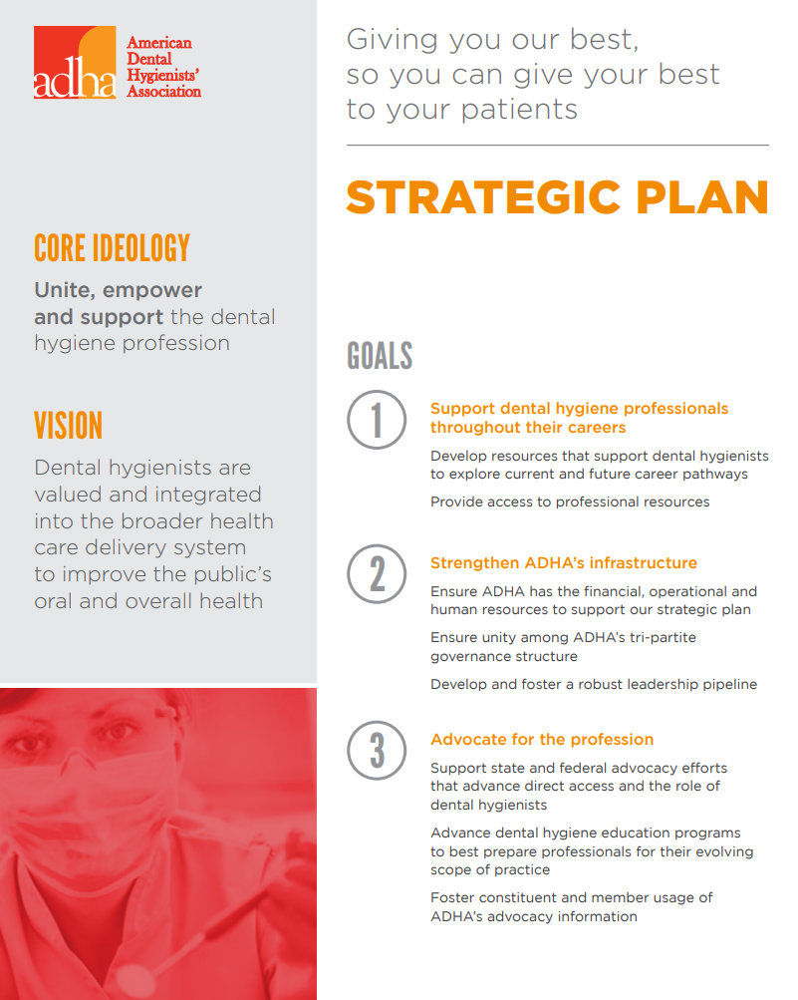 adha
American
Dental
Hygienists’
Association
CORE IDEOLOGY
Unite, empower
and support the dental
hygiene profession
VISION
Dental hygienists are
valued and integrated
into the broader health
care delivery system
to improve the public’s
oral and overall health
Giving you our best,
so you can give your best
to your patients
STRATEGIC PLAN
GOALS
1
Support dental hygiene professionals
throughout their careers
Develop resources that support dental hygienists
to explore current and future career pathways
Provide access to professional resources
2
Strengthen ADHA’s infrastructure
Ensure ADHA has the financial, operational and
human resources to support our strategic plan
Ensure unity among ADHA’s tri-partite
governance structure
Develop and foster a robust leadership pipeline
3
Advocate for the profession
Support state and federal advocacy efforts
that advance direct access and the role of
dental hygienists
Advance dental hygiene education programs
to best prepare professionals for their evolving
scope of practice
Foster constituent and member usage of
ADHA’s advocacy information